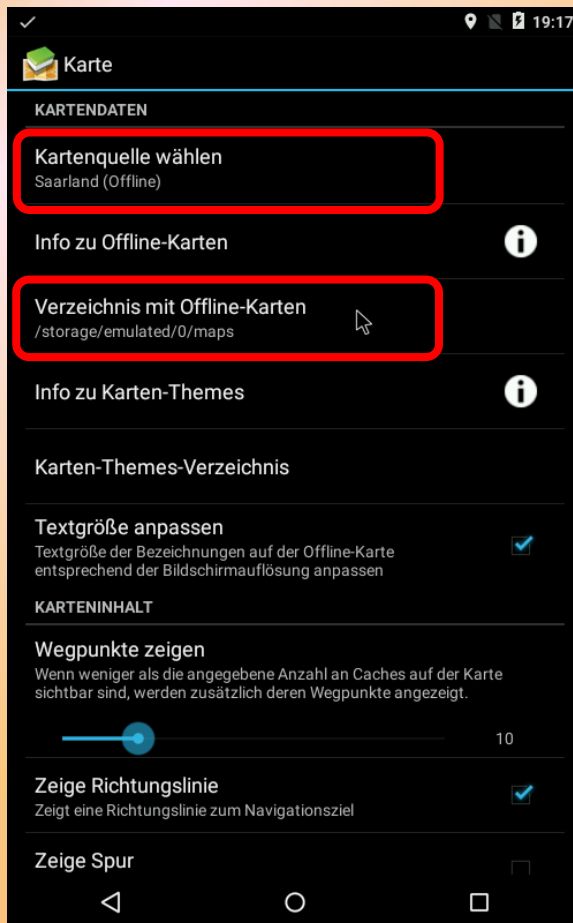 19:17
Karte
KARTENDATEN
Kartenquelle wählen
Saarland (Offline)
Info zu Offline-Karten
Verzeichnis mit Offline-Karten
/storage/emulated/0/maps
Info zu Karten-Themes
Karten-Themes-Verzeichnis
Textgröße anpassen
Textgröße der Bezeichnungen auf der Offline-Karte
entsprechend der Bildschirmauflösung anpassen
KARTENINHALT
Wegpunkte zeigen
Wenn weniger als die angegebene Anzahl an Caches auf der Karte
sichtbar sind, werden zusätzlich deren Wegpunkte angezeigt.
10
Zeige Richtungslinie
Zeigt eine Richtungslinie zum Navigationsziel
Zeige Spur